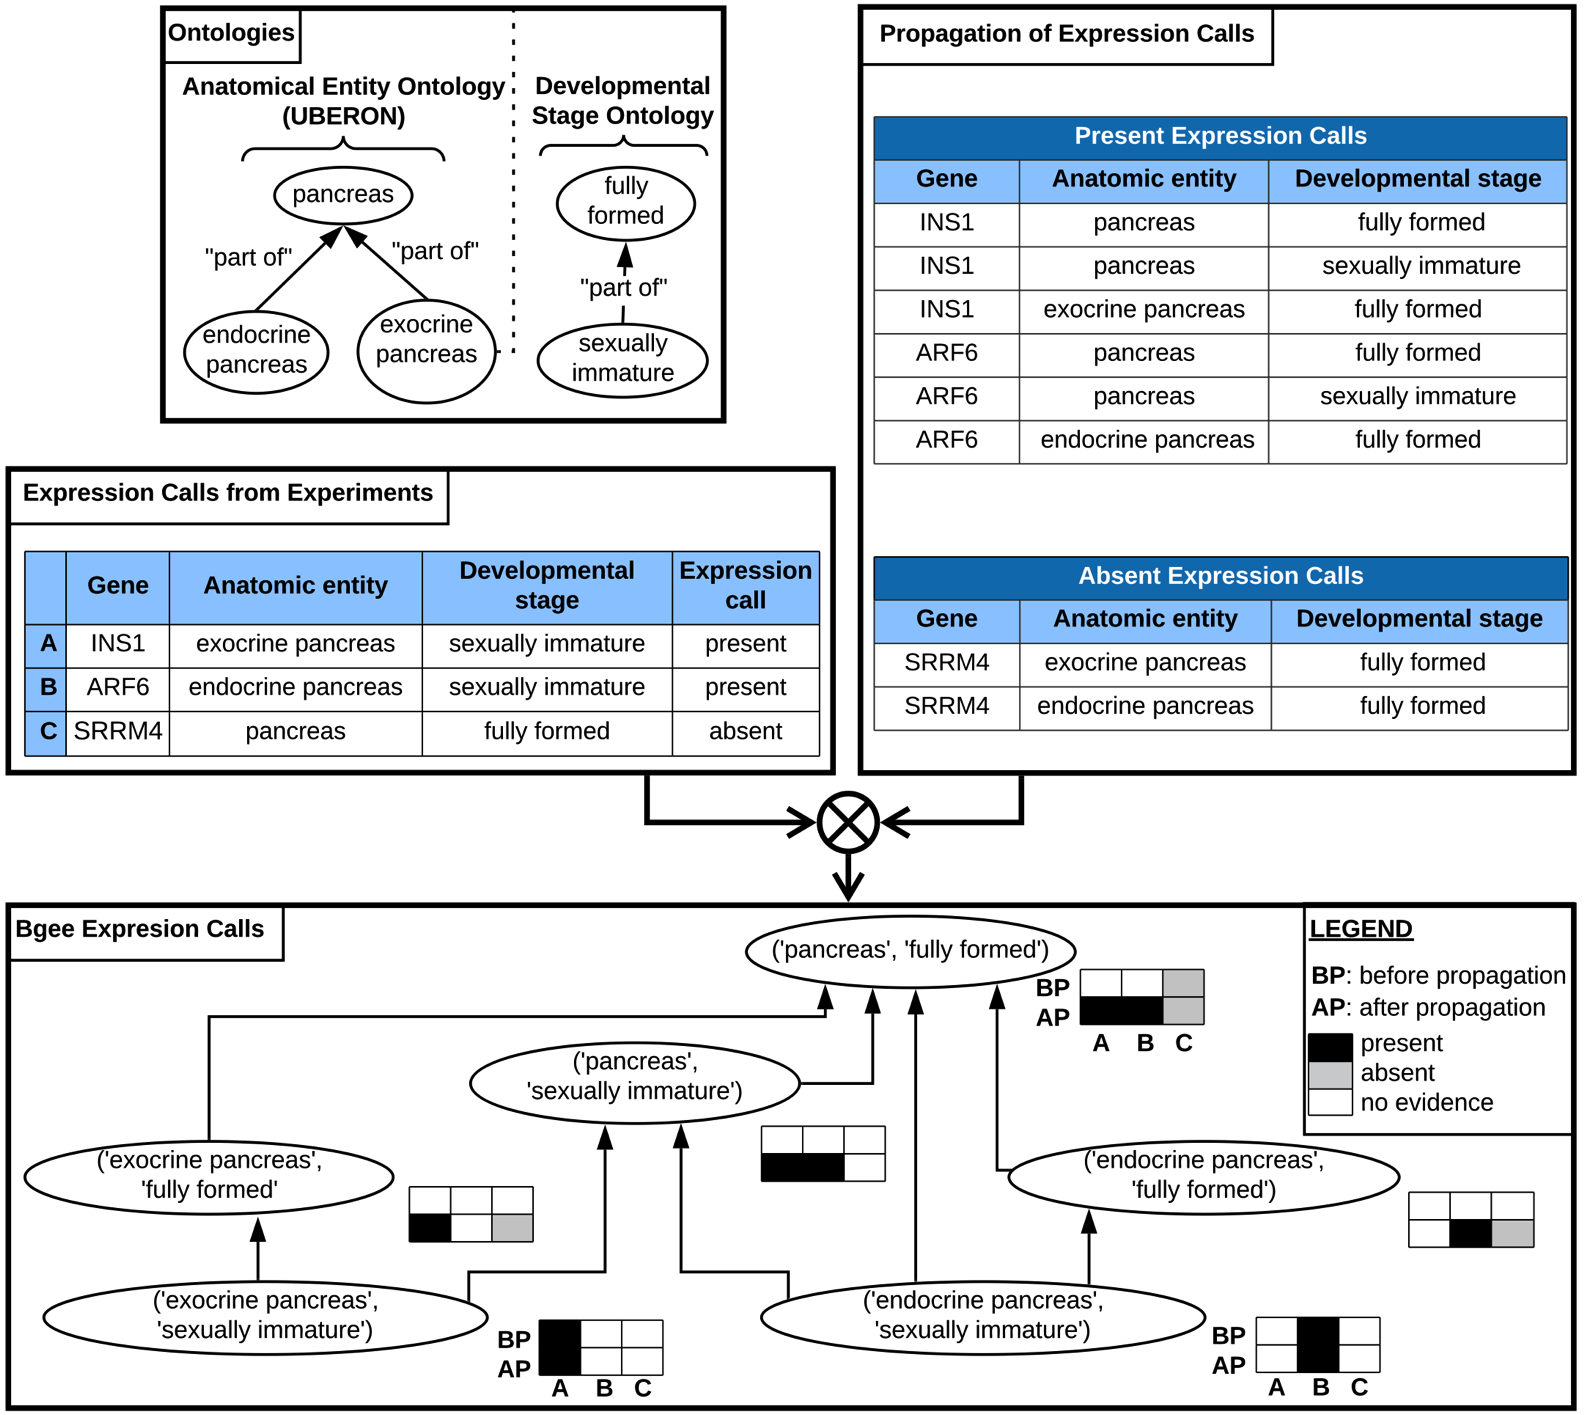 Ontologies
Anatomical Entity Ontology
(UBERON)
Developmental
Stage Ontology
pancreas
fully
formed
"part of"
"part of"
"part of"
endocrine
pancreas
exocrine
pancreas
sexually
immature
Propagation of Expression Calls
Present Expression Calls
Gene Anatomic entity Developmental stage
INS1 pancreas fully formed
INS1 pancreas sexually immature
INS1 exocrine pancreas fully formed
ARF6 pancreas fully formed
ARF6 pancreas sexually immature
ARF6 endocrine pancreas fully formed
Absent Expression Calls
Gene Anatomic entity Developmental stage
SRRM4 exocrine pancreas fully formed
SRRM4 endocrine pancreas fully formed
Expression Calls from Experiments
Gene Anatomic entity Developmental stage Expression call
A INS1 exocrine pancreas sexually immature present
B ARF6 endocrine pancreas sexually immature present
C SRRM4 pancreas fully formed absent
Bgee Expresion Calls
('pancreas', 'fully formed')
BP
AP
A B C
('pancreas',
'sexually immature')
('exocrine pancreas',
'fully formed'
('endocrine pancreas',
'fully formed')
('exocrine pancreas',
'sexually immature')
BP
AP
A B C
('endocrine pancreas',
'sexually immature')
BP
AP
A B C
LEGEND
BP: before propagation
AP: after propagation
present
absent
no evidence